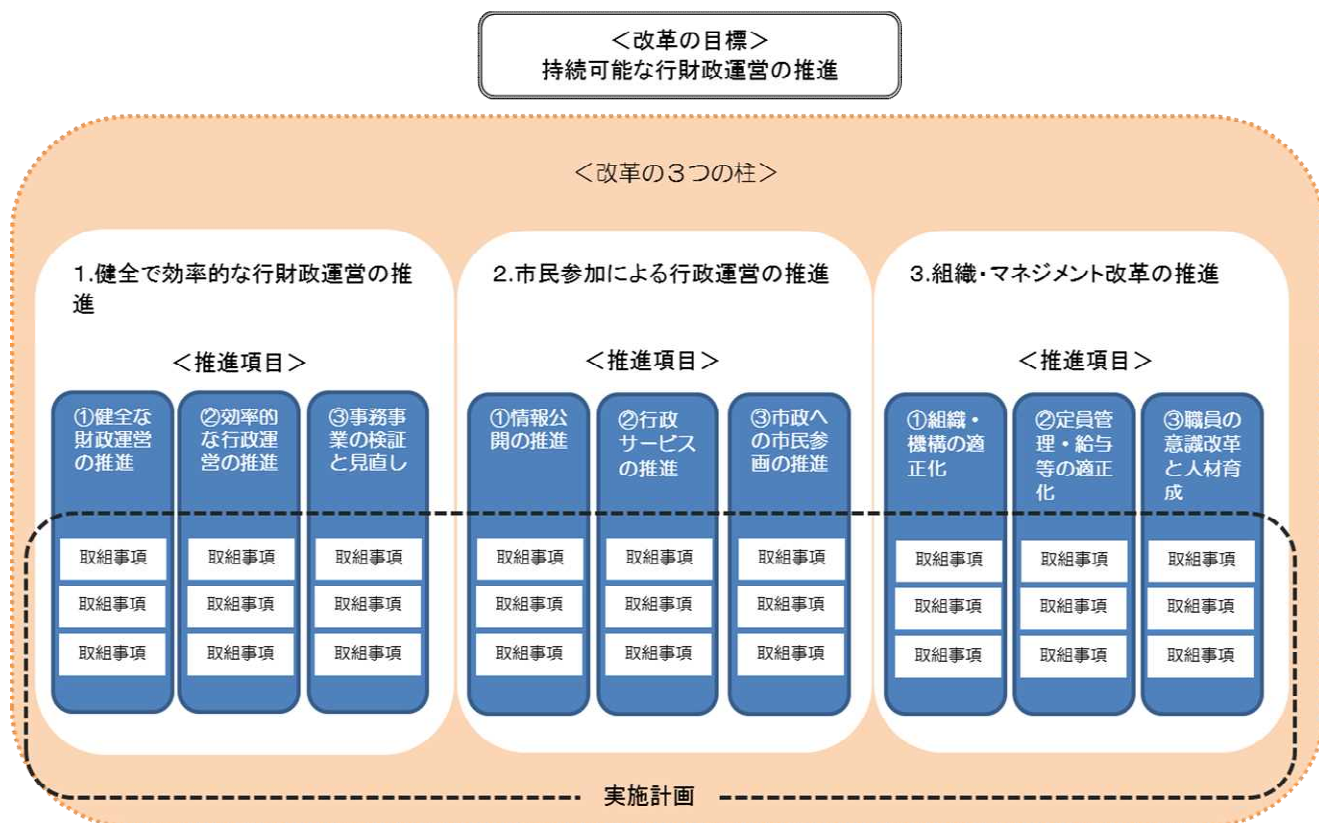 ＜改革の目標＞
持続可能な行財政運営の推進
＜改革の３つの柱＞
1.健全で効率的な行財政運営の推
進
＜推進項目＞
①健全な
財政運営
の推進
取組事項
取組事項
取組事項
②効率的
な行政運
営の推進
取組事項
取組事項
取組事項
③事務事
業の検証
と見直し
取組事項
取組事項
取組事項
2.市民参加による行政運営の推進
＜推進項目＞
①情報公
開の推進
取組事項
取組事項
取組事項
②行政
サービス
の推進
取組事項
取組事項
取組事項
③市政へ
の市民参
画の推進
取組事項
取組事項
取組事項
3.組織・マネジメント改革の推進
＜推進項目＞
①組織・
機構の適
正化
取組事項
取組事項
取組事項
②定員管
理・給与
等の適正
化
取組事項
取組事項
取組事項
③職員の
意識改革
と人材育
成
取組事項
取組事項
取組事項
実施計画